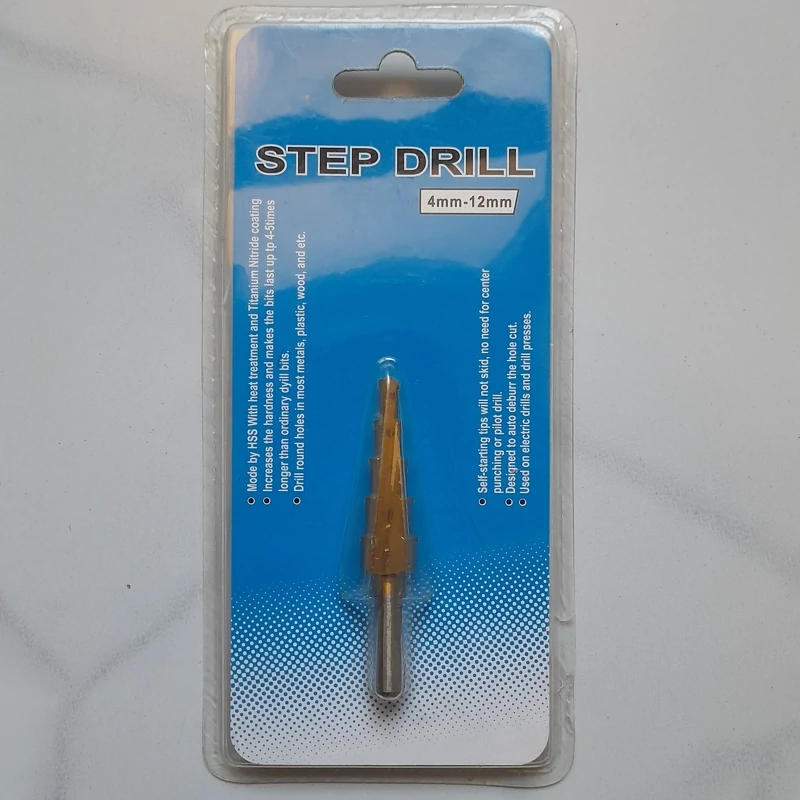 STEP DRILL
4mm-12mm
Mode by HSS With heat treatment and Titanium Nitride coating
Increases the hardness and makes the bits last up tp 4-5times
longer than ordinary dyill bits.
Drill round holes in most metals, plastic, wood, and etc.
Self-starting tips will not skid, no need for center
punching or pilot drill.
Designed to auto deburr the hole cut.
Used on electric drills and drill presses.